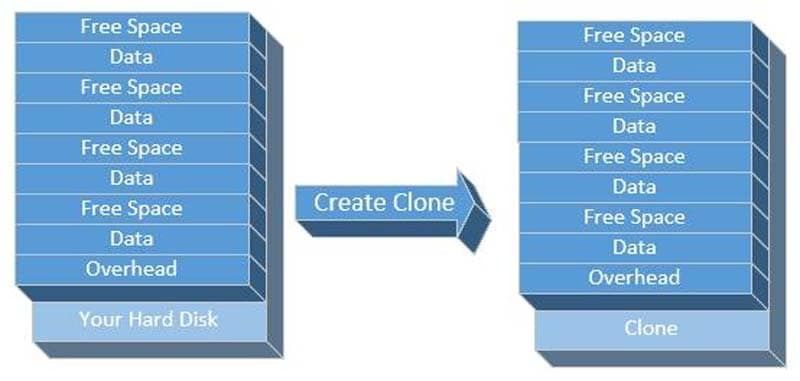 Free Space
Data
Free Space
Data
Free Space
Data
Free Space
Data
Overhead
Your Hard Disk
Create Clone
Free Space
Data
Free Space
Data
Free Space
Data
Free Space
Data
Overhead
Clone